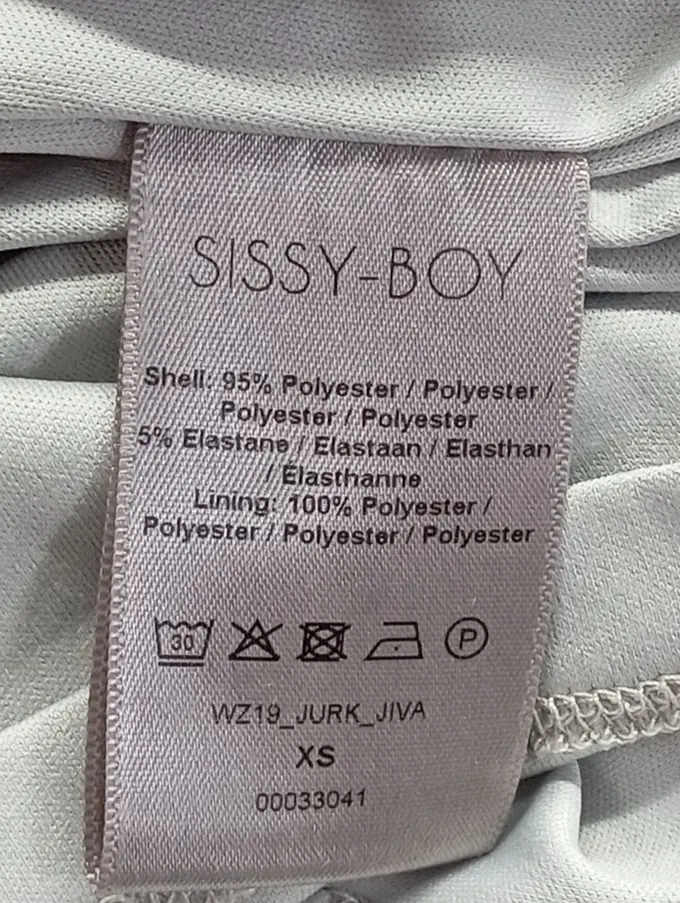 SISSY-BOY
Shell: 95% Polyester / Polyester /
Polyester / Polyester
5% Elastane / Elastaan / Elasthan
/ Élasthanne
Lining: 100% Polyester /
Polyester / Polyester / Polyester
30 P
WZ19_JURK_JIVA
XS
00033041